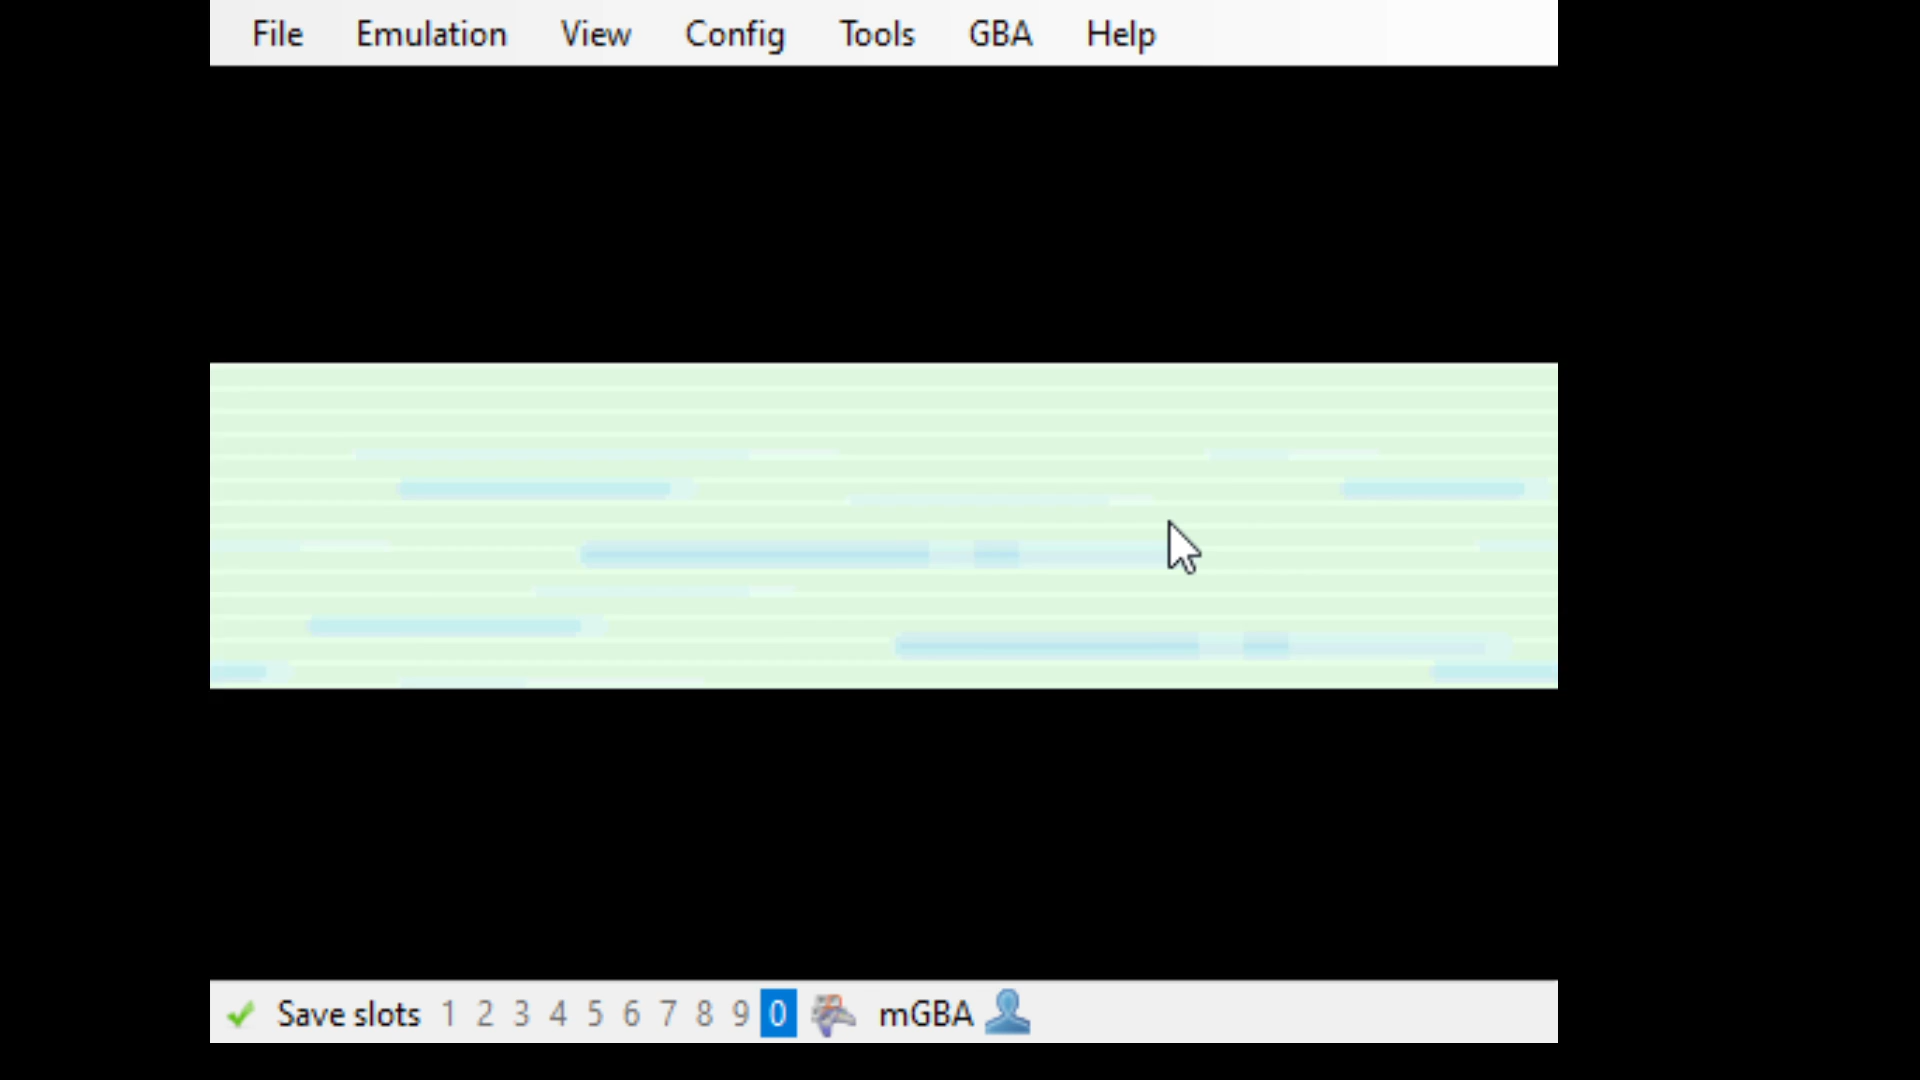 File Emulation View Config Tools GBA Help
Save slots 1 2 3 4 5 6 7 8 9 0 mGBA